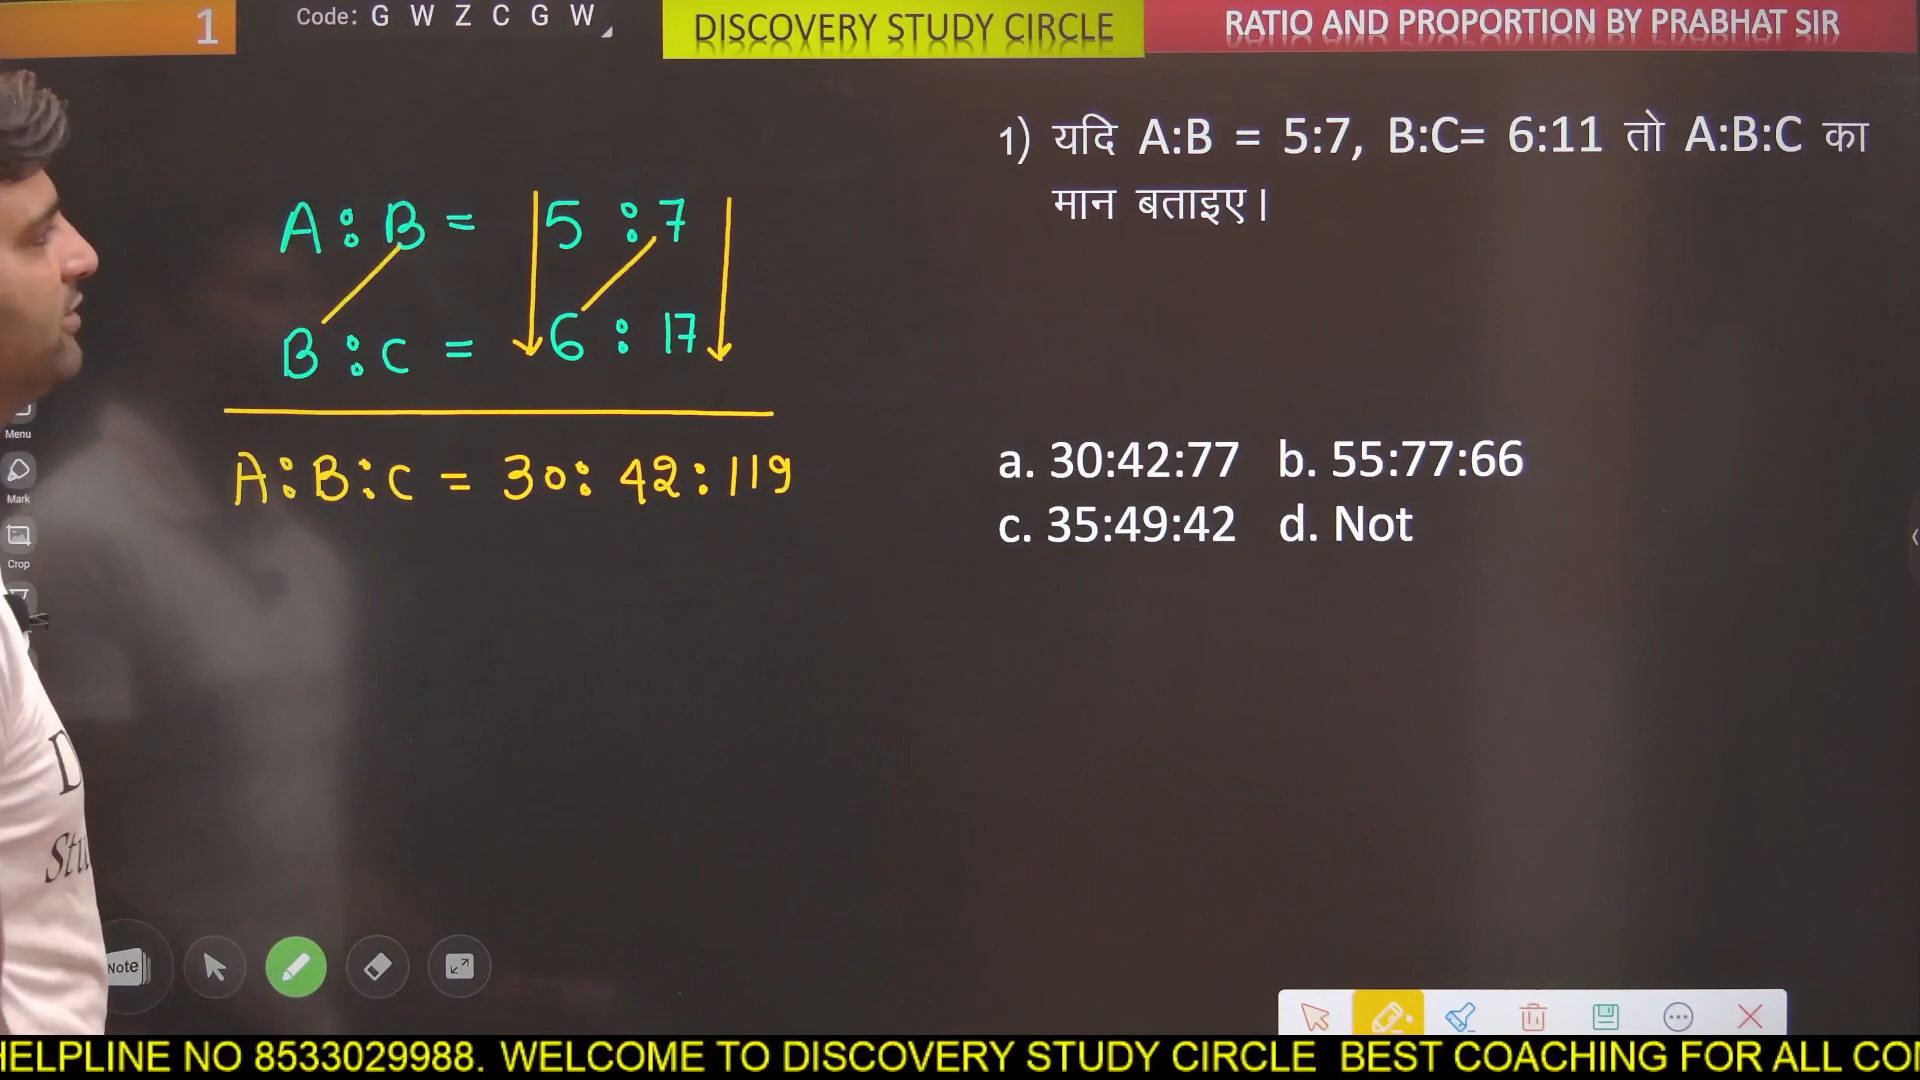 1
Code: G W Z C G W
DISCOVERY STUDY CIRCLE
RATIO AND PROPORTION BY PRABHAT SIR
1) यदि A:B = 5:7, B:C= 6:11 तो A:B:C का
मान बताइए।
A:B = 5:7
B:C = 6:17
A:B:C = 30:42:119
a. 30:42:77 b. 55:77:66
c. 35:49:42 d. Not
Menu
Mark
Crop
D
Stu
Note
HELPLINE NO 8533029988. WELCOME TO DISCOVERY STUDY CIRCLE BEST COACHING FOR ALL CO